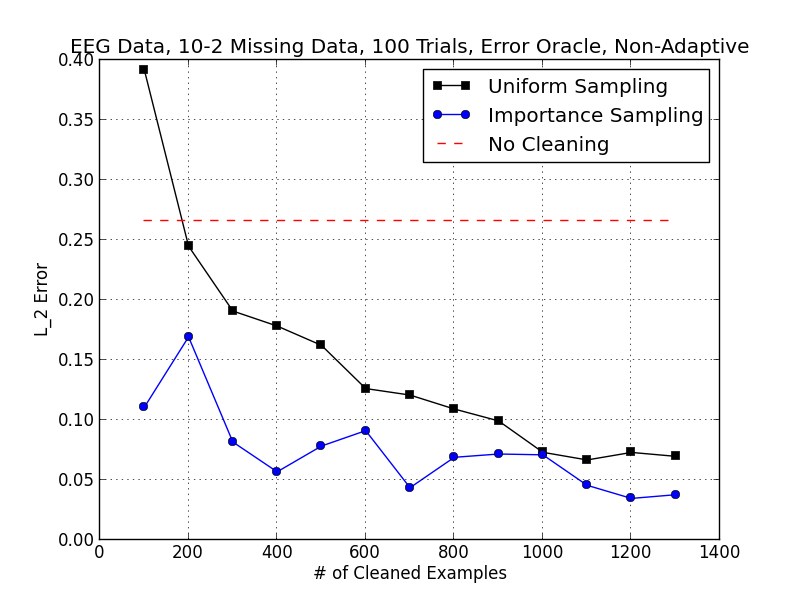 EEG Data, 10-2 Missing Data, 100 Trials, Error Oracle, Non-Adaptive
Uniform Sampling
Importance Sampling
No Cleaning
L_2 Error
0.40
0.35
0.30
0.25
0.20
0.15
0.10
0.05
0.00
0 200 400 600 800 1000 1200 1400
# of Cleaned Examples